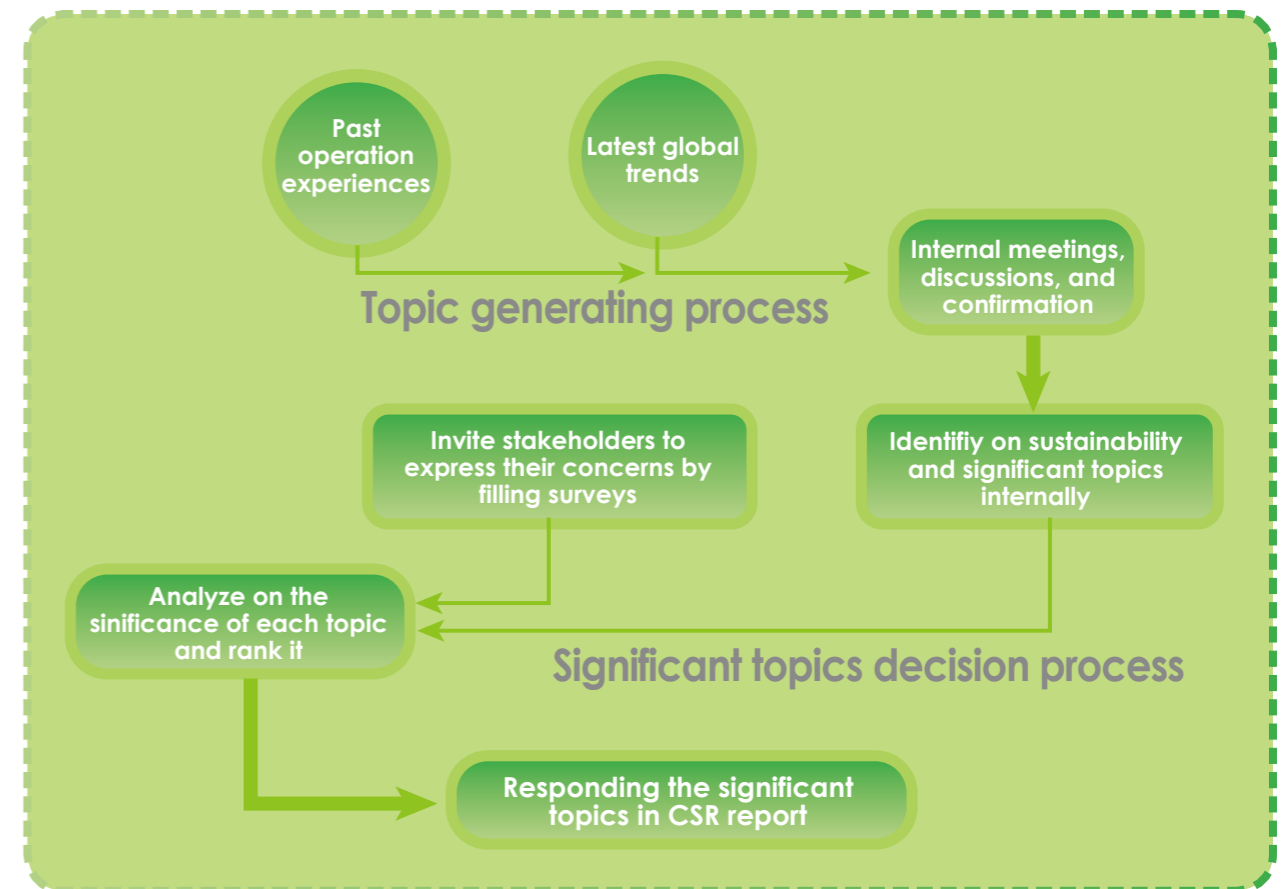 Past
operation
experiences
Latest global
trends
Internal meetings,
discussions, and
confirmation
Topic generating process
Invite stakeholders to
express their concerns by
filling surveys
Identifiy on sustainability
and significant topics
internally
Analyze on the
sinificance of each topic
and rank it
Significant topics decision process
Responding the significant
topics in CSR report